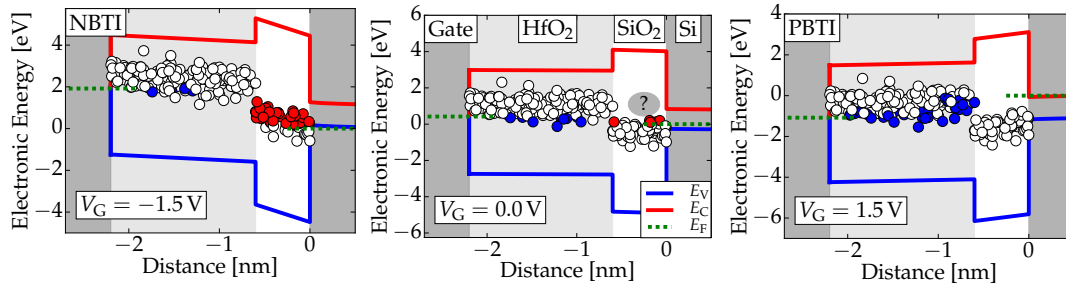 NBTI
Electronic Energy [eV]
4
2
0
−2
−4
V_G = −1.5 V
−2
−1
0
Distance [nm]
Gate
HfO₂
SiO₂
Si
Electronic Energy [eV]
6
4
2
0
−2
−4
−6
?
V_G = 0.0 V
E_V
E_C
E_F
−2
−1
0
Distance [nm]
PBTI
Electronic Energy [eV]
4
2
0
−2
−4
−6
V_G = 1.5 V
−2
−1
0
Distance [nm]